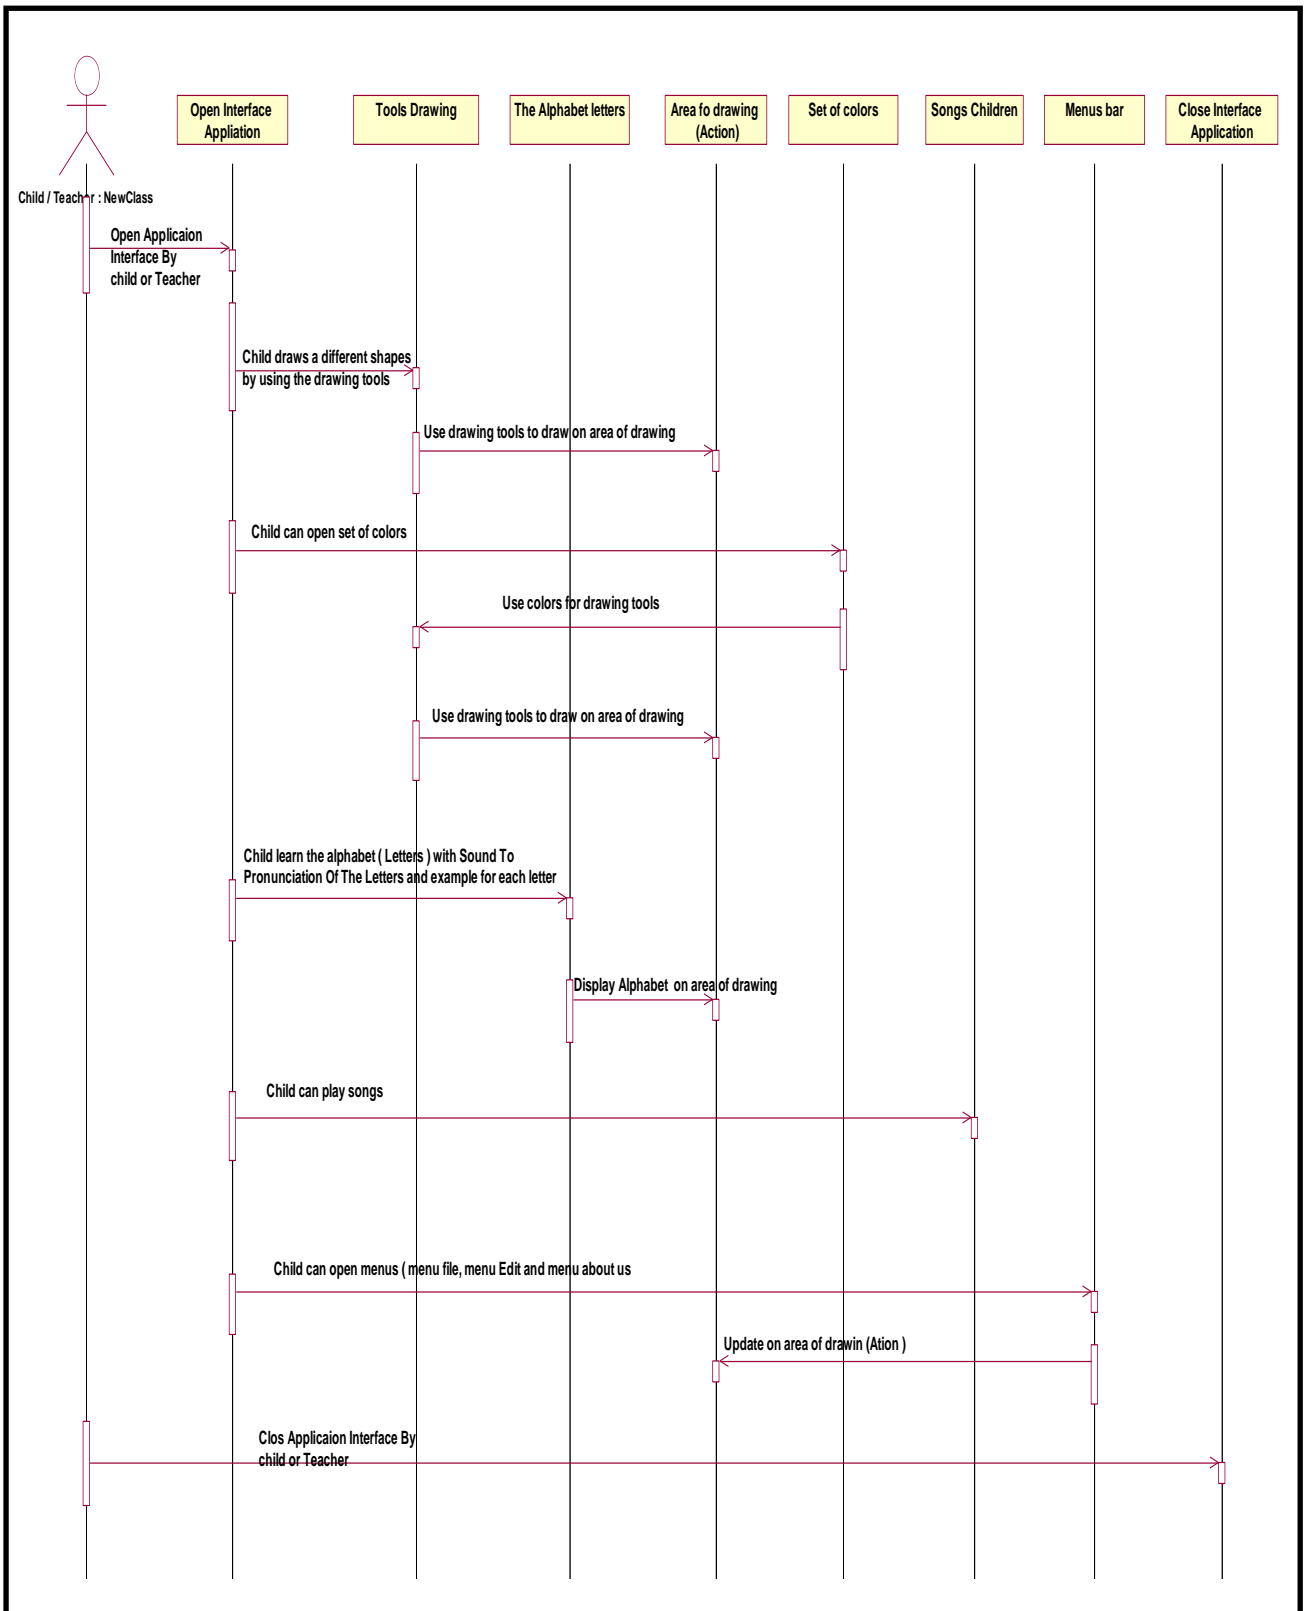 Open Interface
Appliation
Tools Drawing
The Alphabet letters
Area fo drawing
(Action)
Set of colors
Songs Children
Menus bar
Close Interface
Application
Child / Teacher : NewClass
Open Applicaion
Interface By
child or Teacher
Child draws a different shapes
by using the drawing tools
Use drawing tools to draw on area of drawing
Child can open set of colors
Use colors for drawing tools
Use drawing tools to draw on area of drawing
Child learn the alphabet ( Letters ) with Sound To
Pronunciation Of The Letters and example for each letter
Display Alphabet on area of drawing
Child can play songs
Child can open menus ( menu file, menu Edit and menu about us
Update on area of drawin (Ation )
Clos Applicaion Interface By
child or Teacher